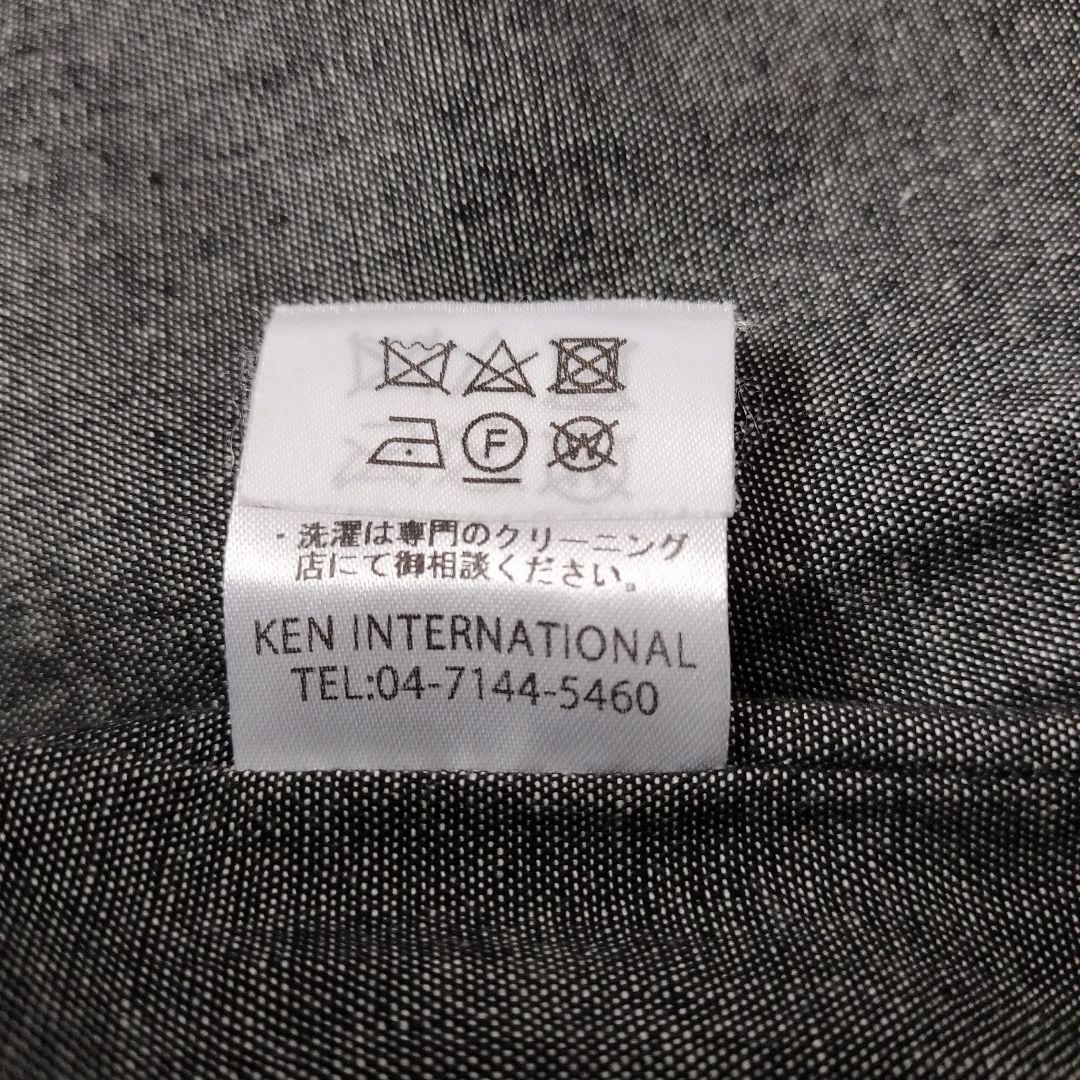 F
W
・洗濯は専門のクリーニング
店にて御相談ください。
KEN INTERNATIONAL
TEL:04-7144-5460